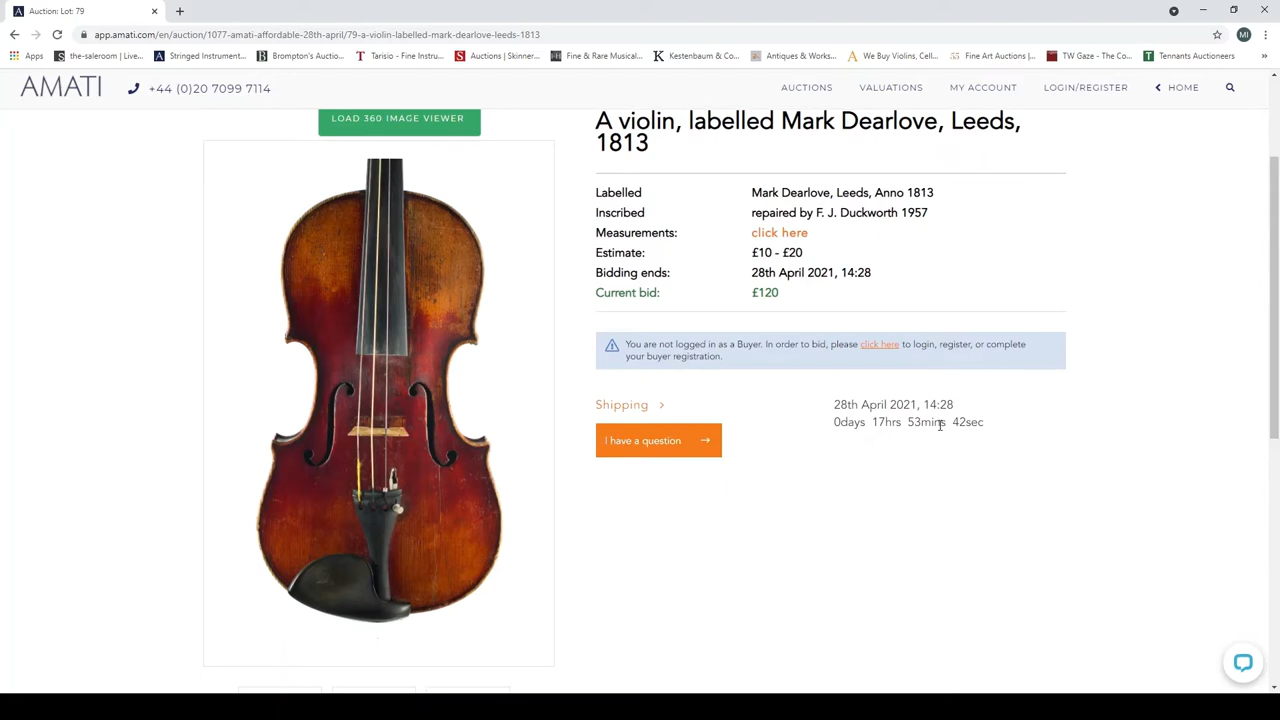 Auction: Lot: 79
app.amati.com/en/auction/1077-amati-affordable-28th-april/79-a-violin-labelled-mark-dearlove-leeds-1813
MI
Apps
the-saleroom | Live...
Stringed Instrument...
Brompton's Auctio...
Tarisio - Fine Instru...
Auctions | Skinner...
Fine & Rare Musical...
Kestenbaum & Co...
Antiques & Works...
We Buy Violins, Cell...
Fine Art Auctions |...
TW Gaze - The Co...
Tennants Auctioneers
AMATI
+44 (0)20 7099 7114
AUCTIONS
VALUATIONS
MY ACCOUNT
LOGIN/REGISTER
HOME
LOAD 360 IMAGE VIEWER
A violin, labelled Mark Dearlove, Leeds,
1813
Labelled Mark Dearlove, Leeds, Anno 1813
Inscribed repaired by F. J. Duckworth 1957
Measurements: click here
Estimate: £10 - £20
Bidding ends: 28th April 2021, 14:28
Current bid: £120
You are not logged in as a Buyer. In order to bid, please click here to login, register, or complete
your buyer registration.
Shipping
28th April 2021, 14:28
0days 17hrs 53mins 42sec
I have a question